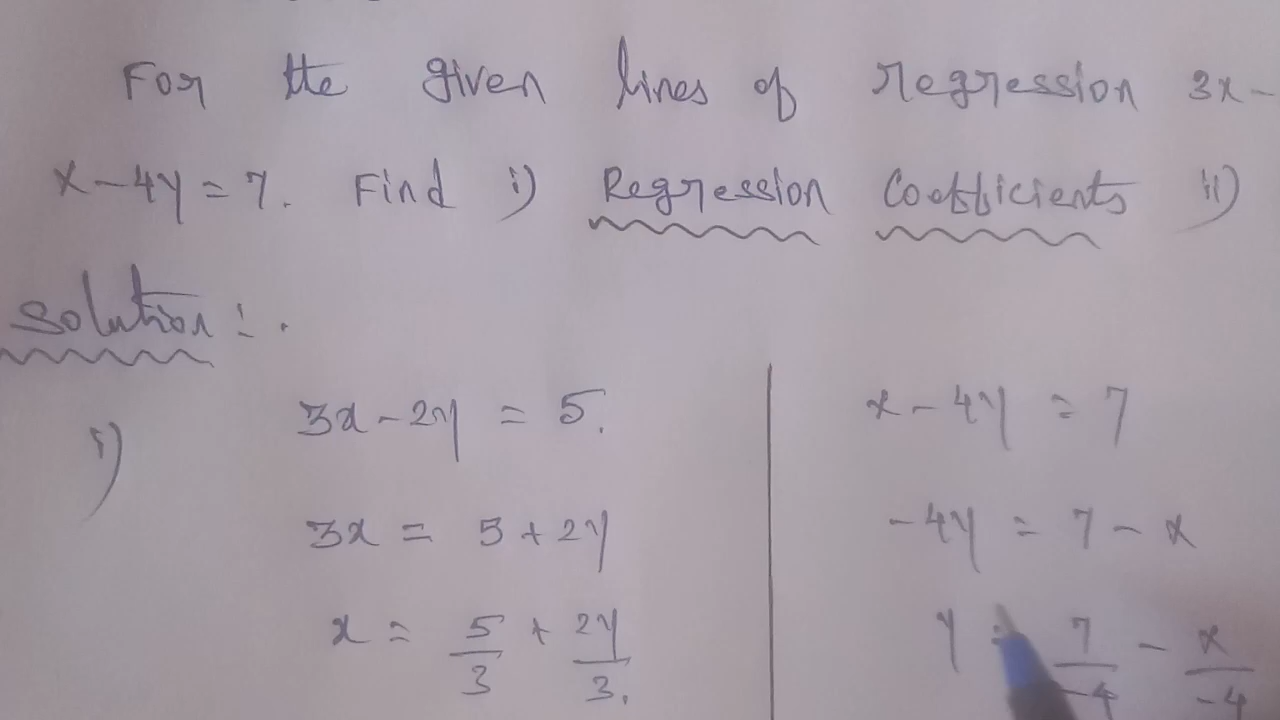 For the given lines of regression 3x-
x-4y=7. Find i) Regression Coefficients ii)
Solution:.
i) 3x-2y = 5. x-4y = 7
3x = 5+2y -4y = 7-x
x = 5/3 + 2y/3. y = 7/-4 - x/-4